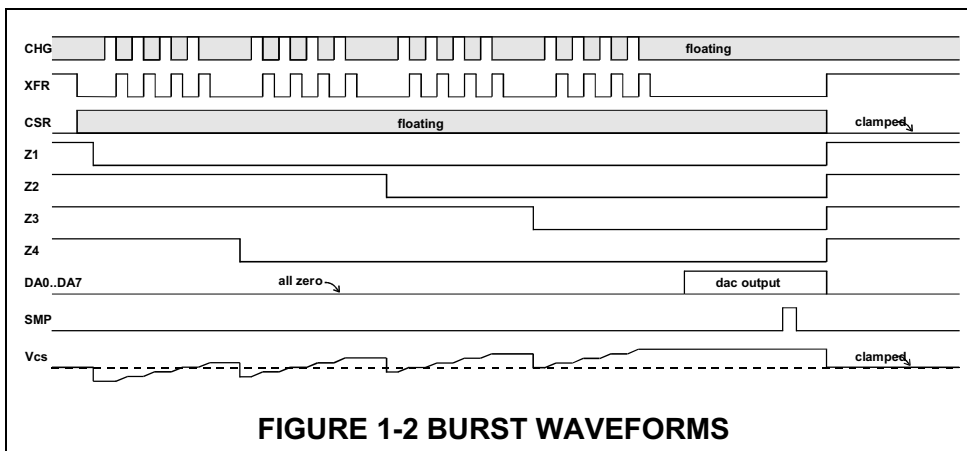 CHG
floating
XFR
CSR
floating
clamped
Z1
Z2
Z3
Z4
DA0..DA7
all zero
dac output
SMP
Vcs
clamped
FIGURE 1-2 BURST WAVEFORMS